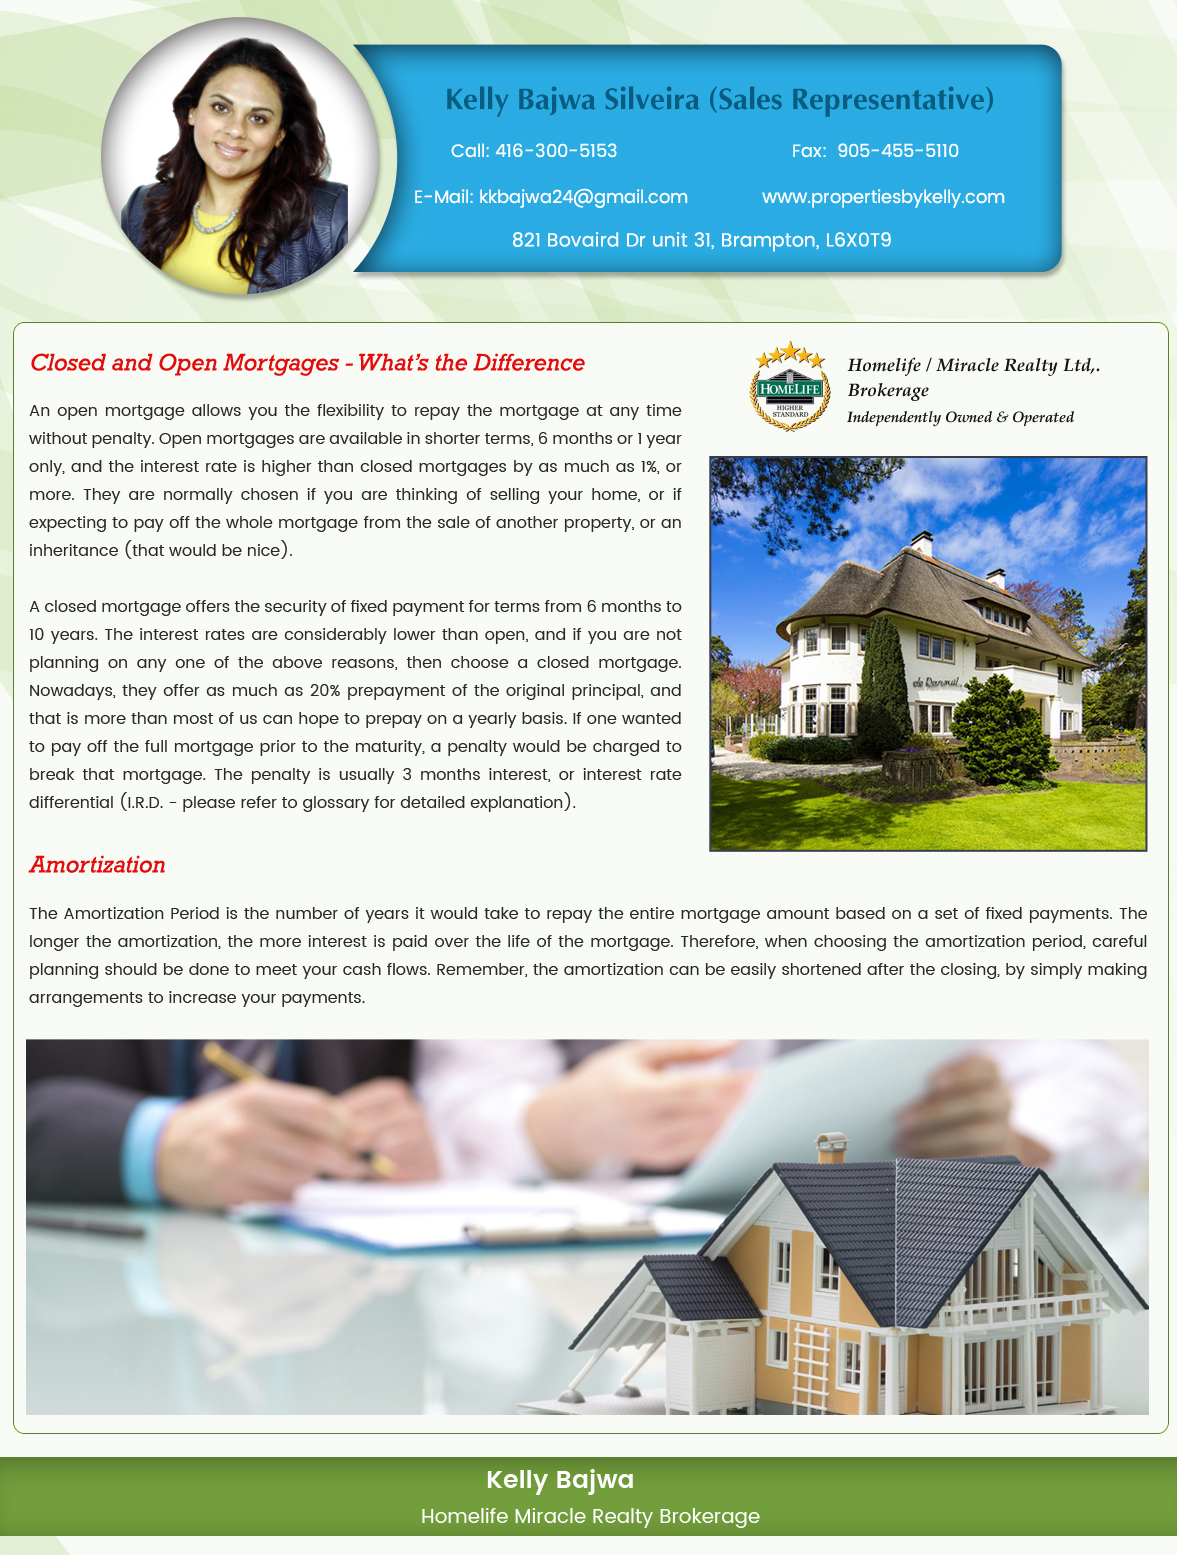 Kelly Bajwa Silveira (Sales Representative)
Call: 416-300-5153
Fax: 905-455-5110
E-Mail: kkbajwa24@gmail.com
www.propertiesbykelly.com
821 Bovaird Dr unit 31, Brampton, L6X0T9
Closed and Open Mortgages - What's the Difference
An open mortgage allows you the flexibility to repay the mortgage at any time
without penalty. Open mortgages are available in shorter terms, 6 months or 1 year
only, and the interest rate is higher than closed mortgages by as much as 1%, or
more. They are normally chosen if you are thinking of selling your home, or if
expecting to pay off the whole mortgage from the sale of another property, or an
inheritance (that would be nice).
A closed mortgage offers the security of fixed payment for terms from 6 months to
10 years. The interest rates are considerably lower than open, and if you are not
planning on any one of the above reasons, then choose a closed mortgage.
Nowadays, they offer as much as 20% prepayment of the original principal, and
that is more than most of us can hope to prepay on a yearly basis. If one wanted
to pay off the full mortgage prior to the maturity, a penalty would be charged to
break that mortgage. The penalty is usually 3 months interest, or interest rate
differential (I.R.D. - please refer to glossary for detailed explanation).
HOMELIFE
HIGHER
STANDARD
Homelife / Miracle Realty Ltd,.
Brokerage
Independently Owned & Operated
Amortization
The Amortization Period is the number of years it would take to repay the entire mortgage amount based on a set of fixed payments. The
longer the amortization, the more interest is paid over the life of the mortgage. Therefore, when choosing the amortization period, careful
planning should be done to meet your cash flows. Remember, the amortization can be easily shortened after the closing, by simply making
arrangements to increase your payments.
Kelly Bajwa
Homelife Miracle Realty Brokerage